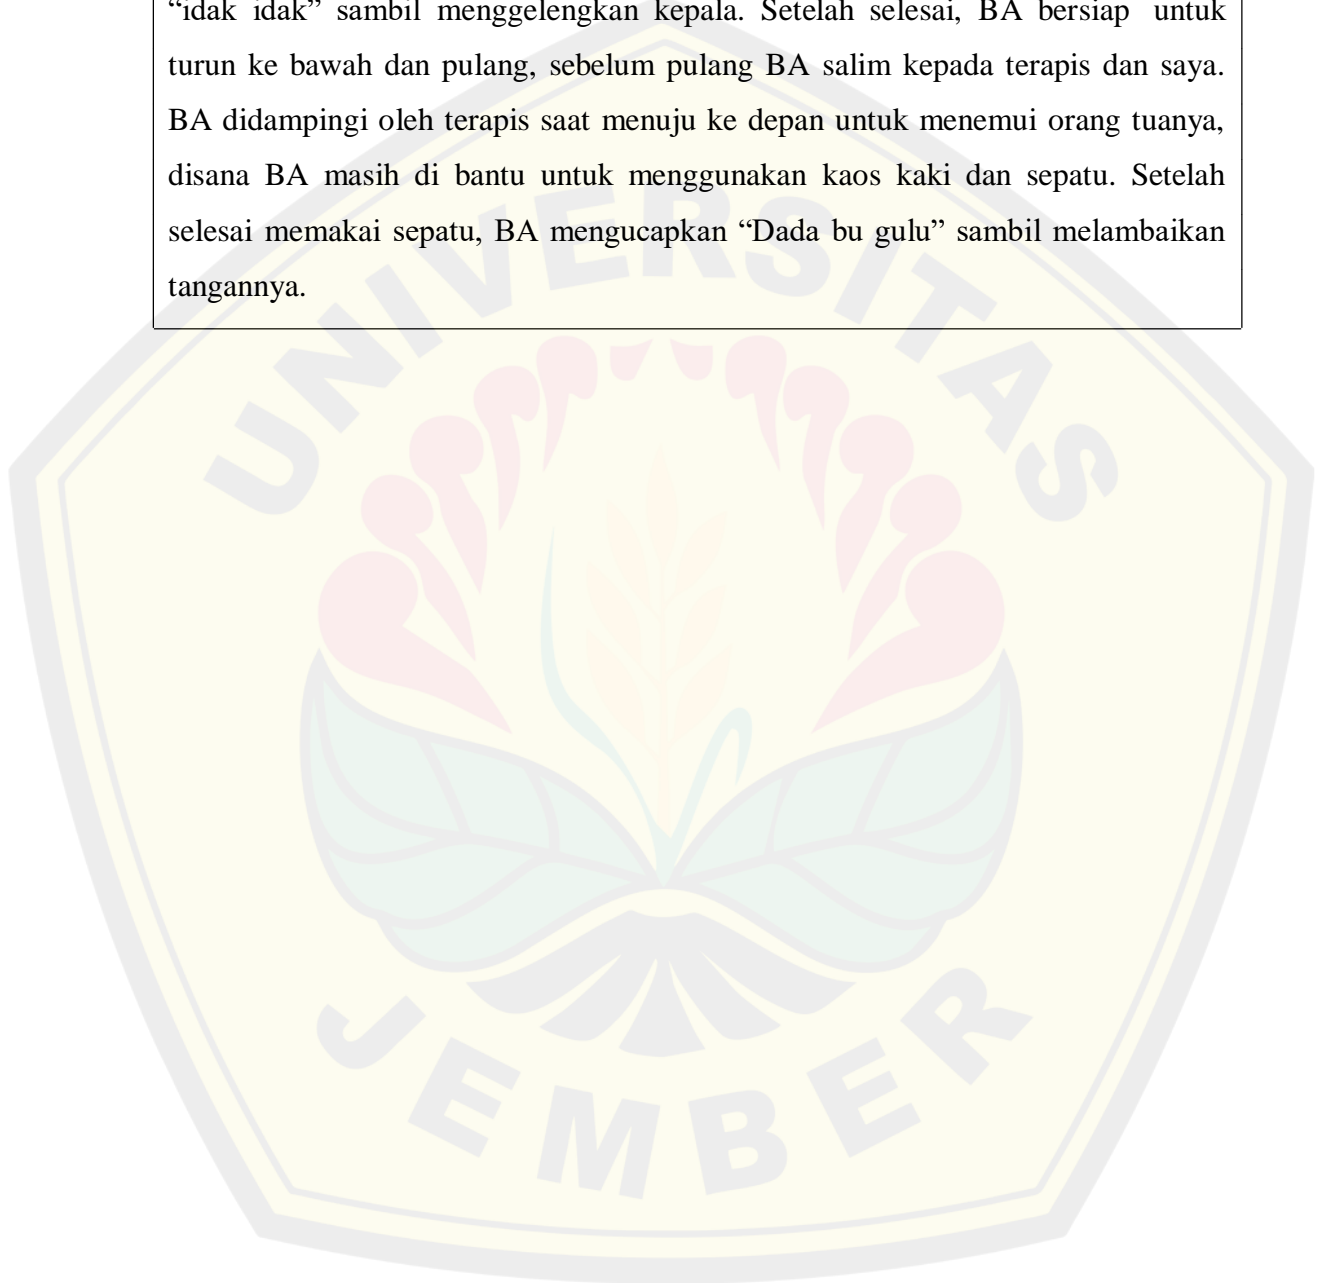 “idak idak” sambil menggelengkan kepala. Setelah selesai, BA bersiap untuk
turun ke bawah dan pulang, sebelum pulang BA salim kepada terapis dan saya.
BA didampingi oleh terapis saat menuju ke depan untuk menemui orang tuanya,
disana BA masih di bantu untuk menggunakan kaos kaki dan sepatu. Setelah
selesai memakai sepatu, BA mengucapkan “Dada bu gulu” sambil melambaikan
tangannya.
UNIVERSITAS
JEMBER